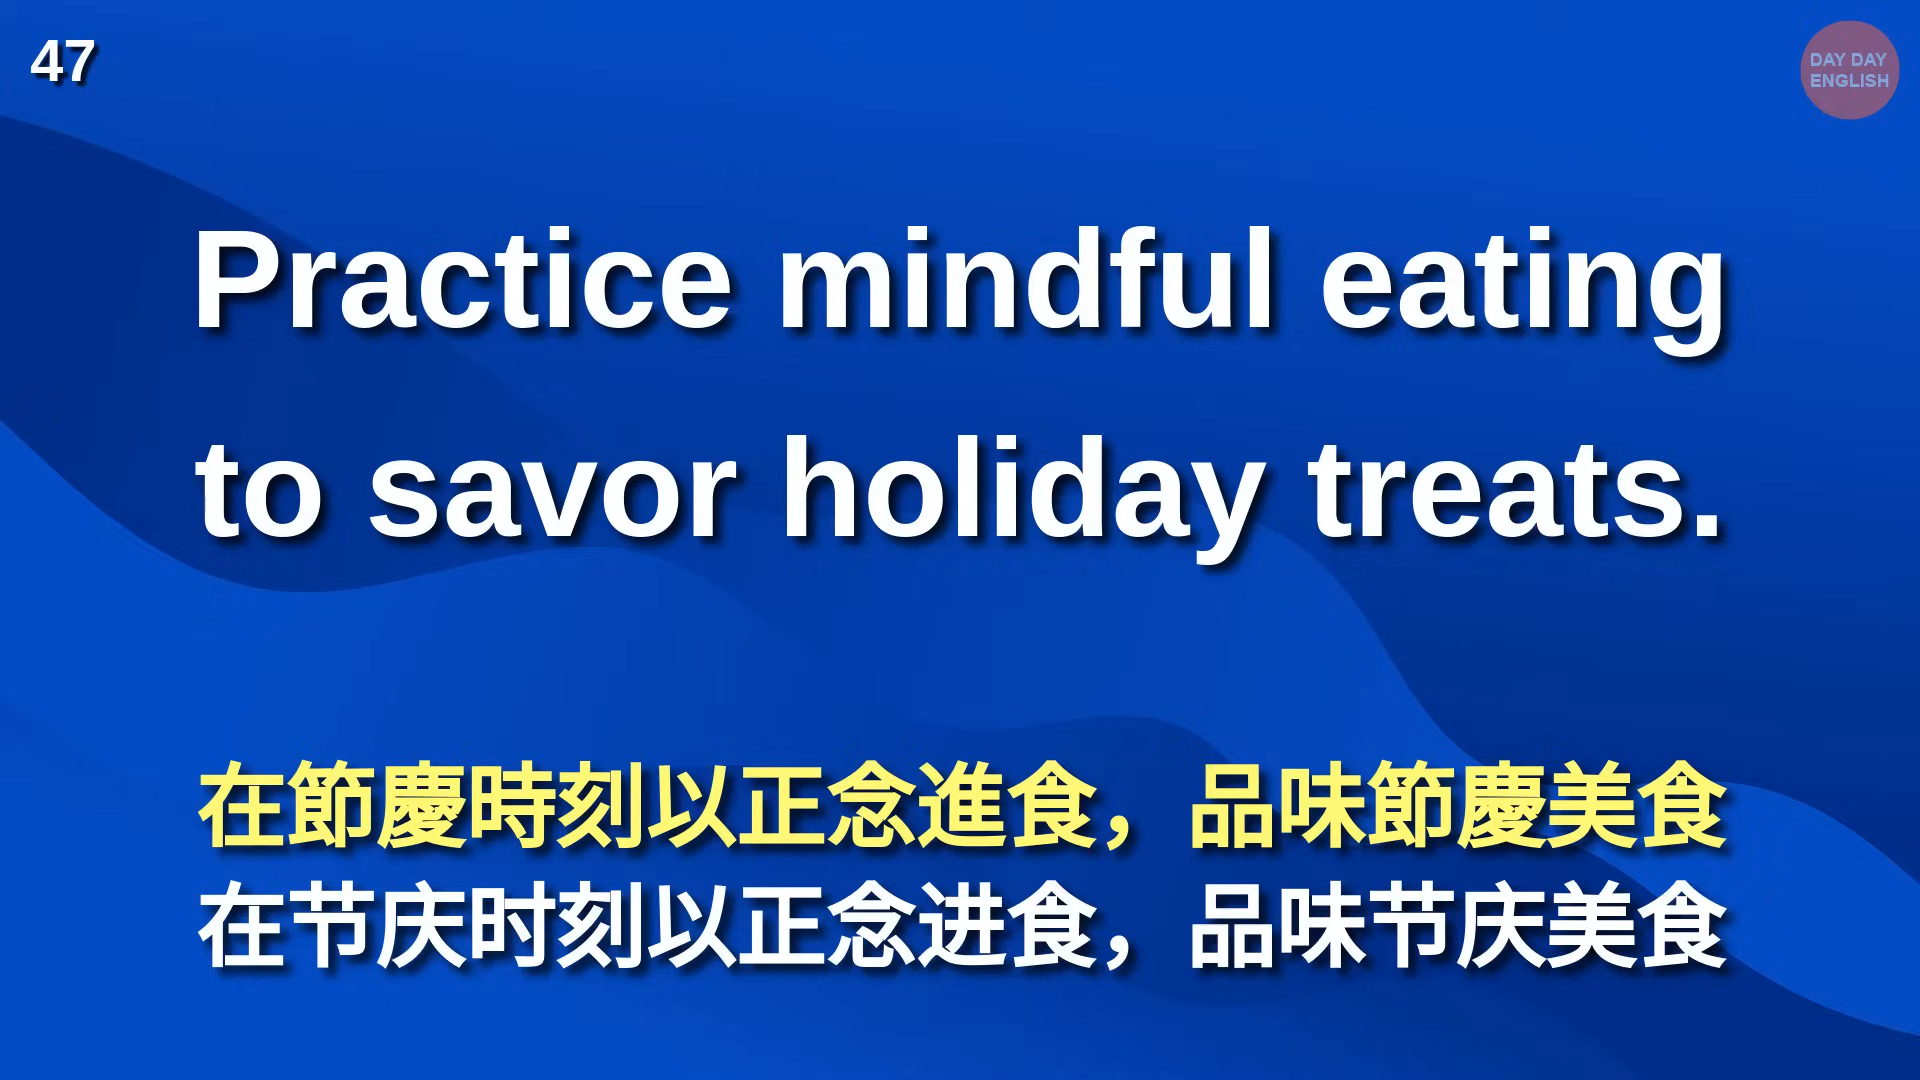 47
DAY DAY
ENGLISH
Practice mindful eating
to savor holiday treats.
在節慶時刻以正念進食，品味節慶美食
在节庆时刻以正念进食，品味节庆美食